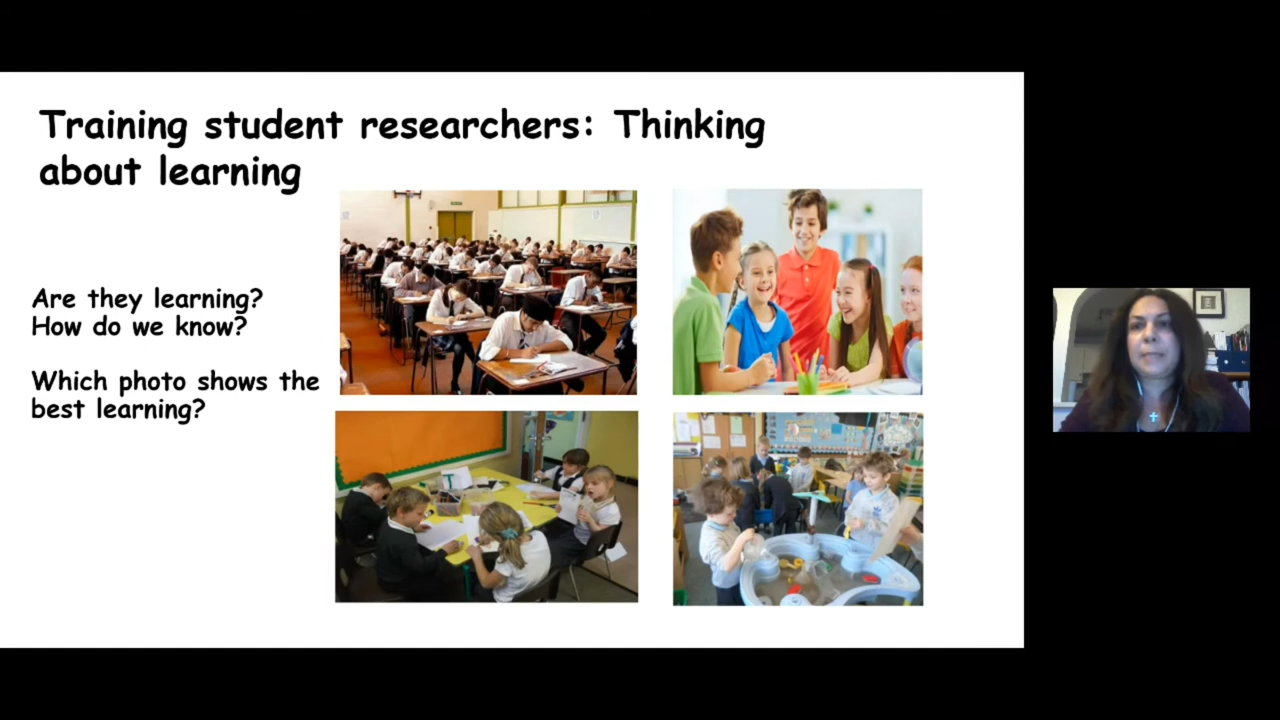 Training student researchers: Thinking
about learning
Are they learning?
How do we know?
Which photo shows the
best learning?